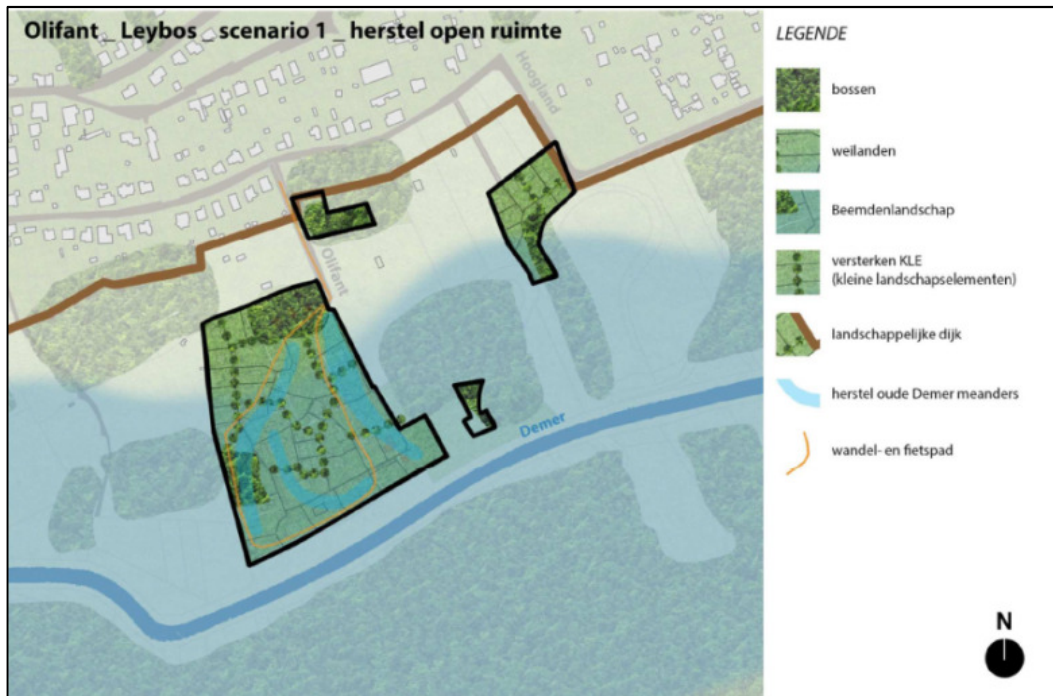 Olifant _ Leybos _ scenario 1 _ herstel open ruimte
Hoogland
Olifant
Demer
LEGENDE
bossen
weilanden
Beemdenlandschap
versterken KLE
(kleine landschapselementen)
landschappelijke dijk
herstel oude Demer meanders
wandel- en fietspad
N